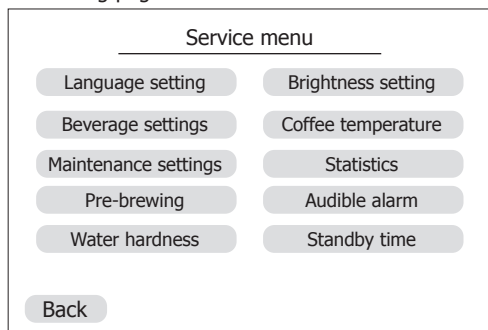 Service menu
Language setting
Brightness setting
Beverage settings
Coffee temperature
Maintenance settings
Statistics
Pre-brewing
Audible alarm
Water hardness
Standby time
Back